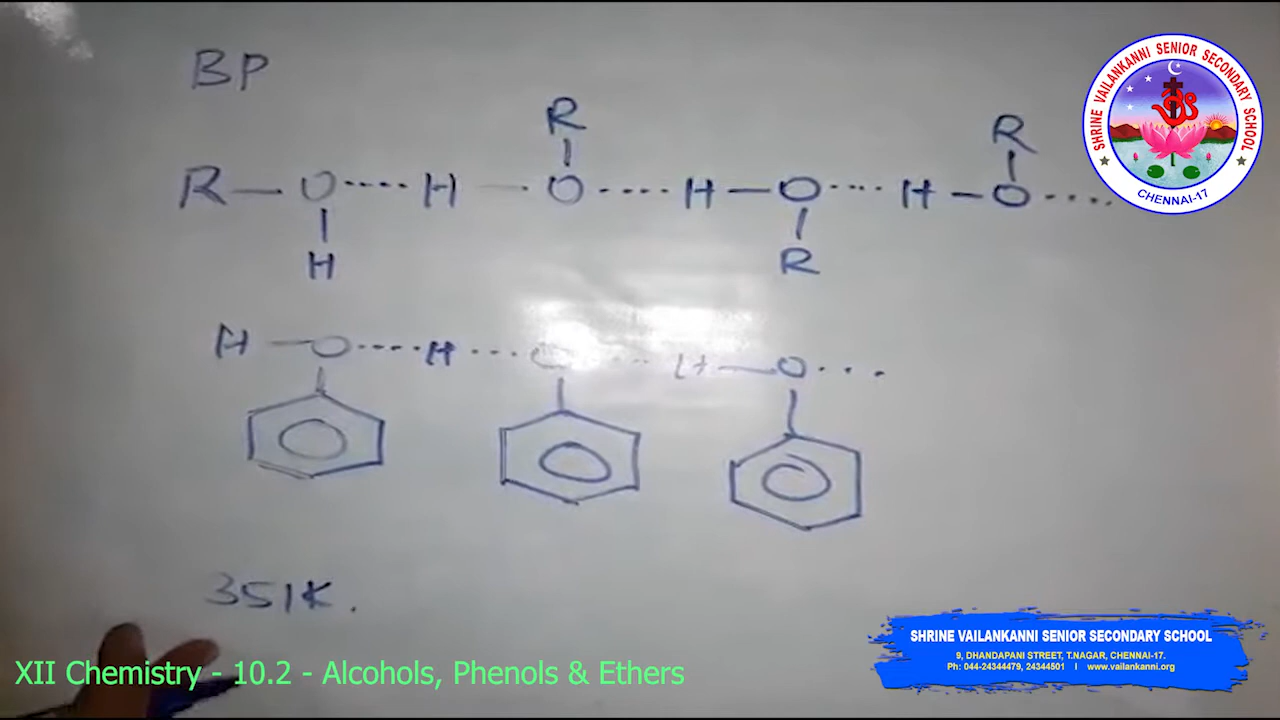 BP
R R
R — O ···· H — O ···· H — O ···· H — O ····
H R
H — O ···· H ···· O ···· H — O ···
351K.
XII Chemistry - 10.2 - Alcohols, Phenols & Ethers
SHRINE VAILANKANNI SENIOR SECONDARY SCHOOL
CHENNAI-17
SHRINE VAILANKANNI SENIOR SECONDARY SCHOOL
9, DHANDAPANI STREET, T.NAGAR, CHENNAI-17.
Ph: 044-24344479, 24344501 I www.vailankanni.org